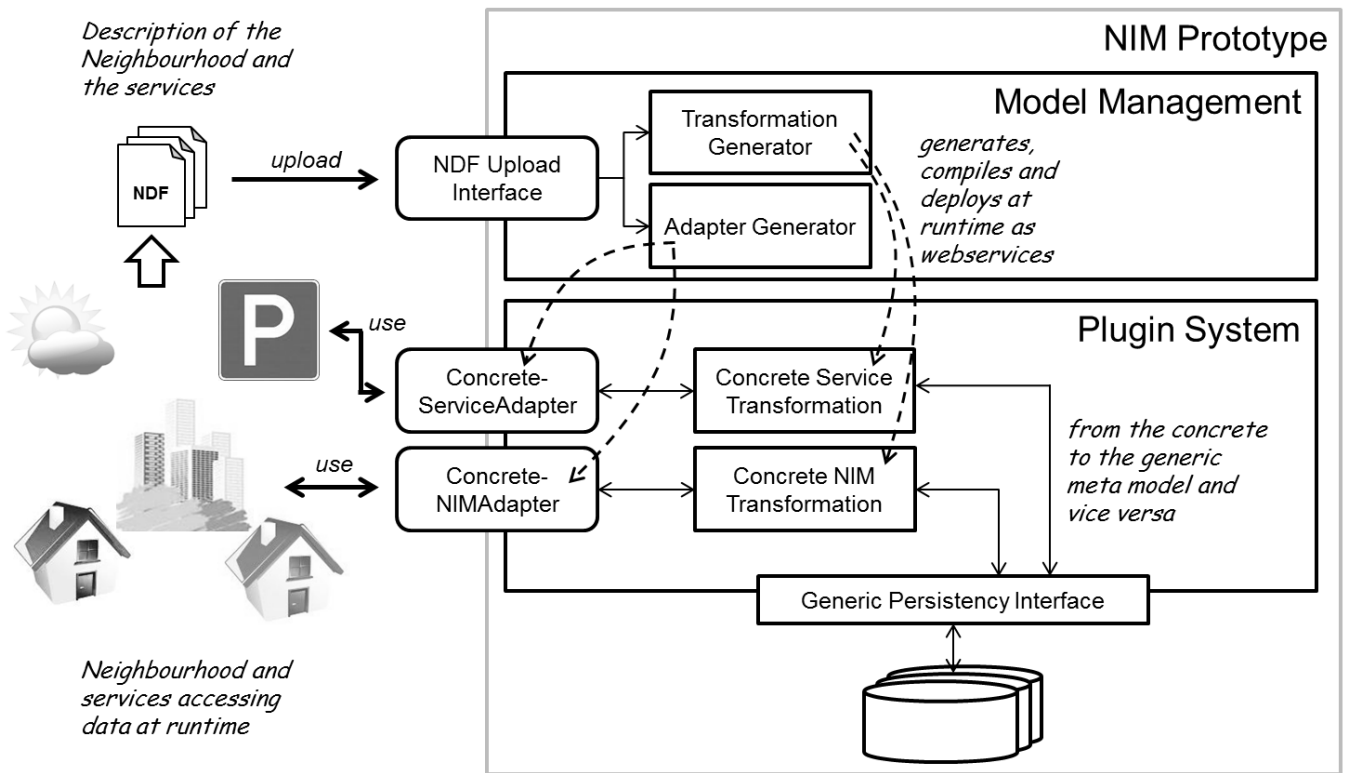 Description of the
Neighbourhood and
the services
NDF
upload
NDF Upload
Interface
NIM Prototype
Model Management
Transformation
Generator
Adapter Generator
generates,
compiles and
deploys at
runtime as
webservices
P
use
use
Plugin System
Concrete-
ServiceAdapter
Concrete Service
Transformation
Concrete-
NIMAdapter
Concrete NIM
Transformation
from the concrete
to the generic
meta model and
vice versa
Generic Persistency Interface
Neighbourhood and
services accessing
data at runtime